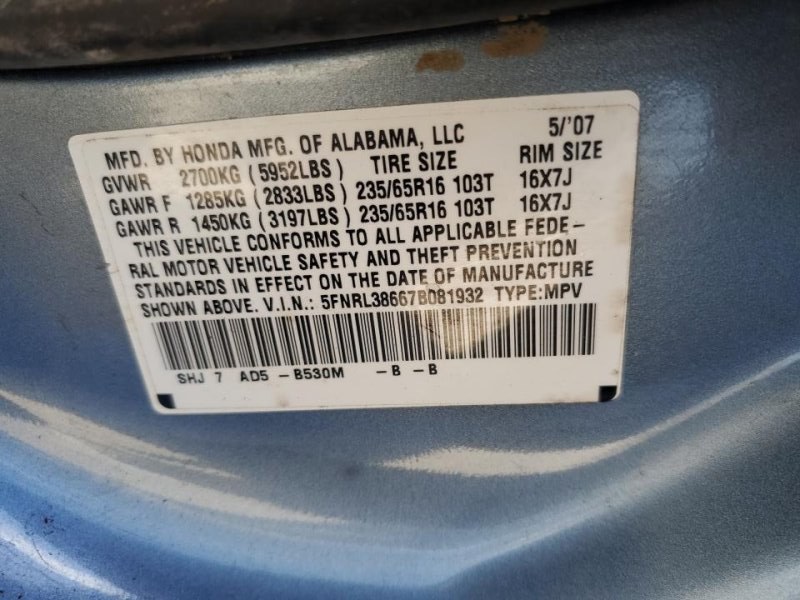 MFD. BY HONDA MFG. OF ALABAMA, LLC 5/'07
GVWR 2700KG (5952LBS) TIRE SIZE RIM SIZE
GAWR F 1285KG (2833LBS) 235/65R16 103T 16X7J
GAWR R 1450KG (3197LBS) 235/65R16 103T 16X7J
THIS VEHICLE CONFORMS TO ALL APPLICABLE FEDE-
RAL MOTOR VEHICLE SAFETY AND THEFT PREVENTION
STANDARDS IN EFFECT ON THE DATE OF MANUFACTURE
SHOWN ABOVE. V.I.N.: 5FNRL38667B081932 TYPE:MPV
SHJ 7 AD5 -B530M -B -B